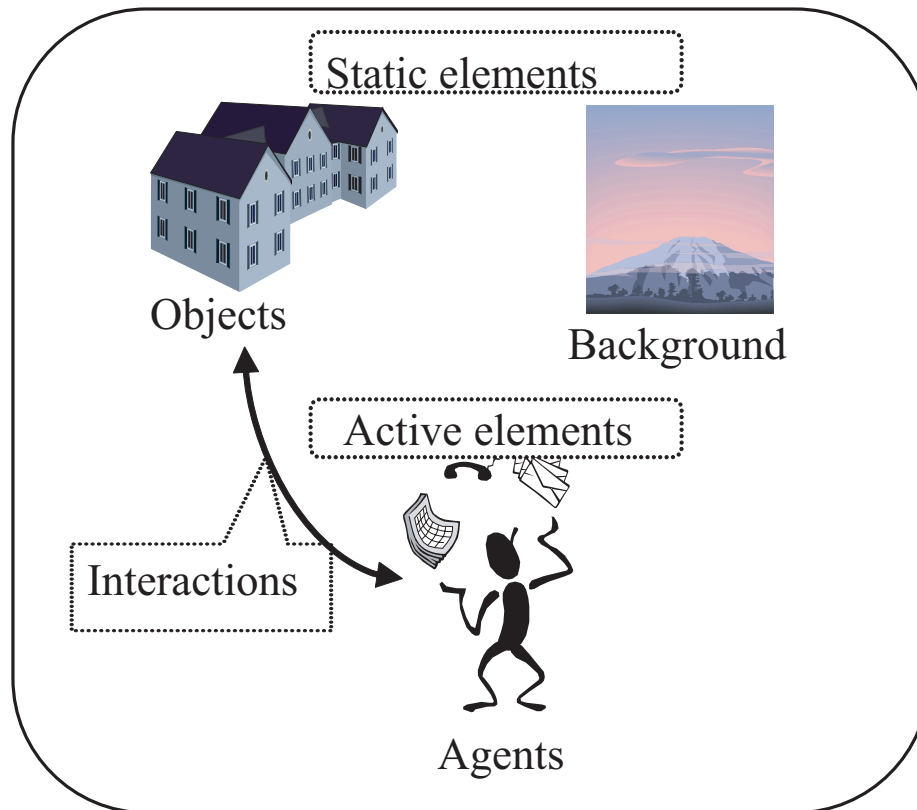 Static elements
Objects
Background
Active elements
Interactions
Agents